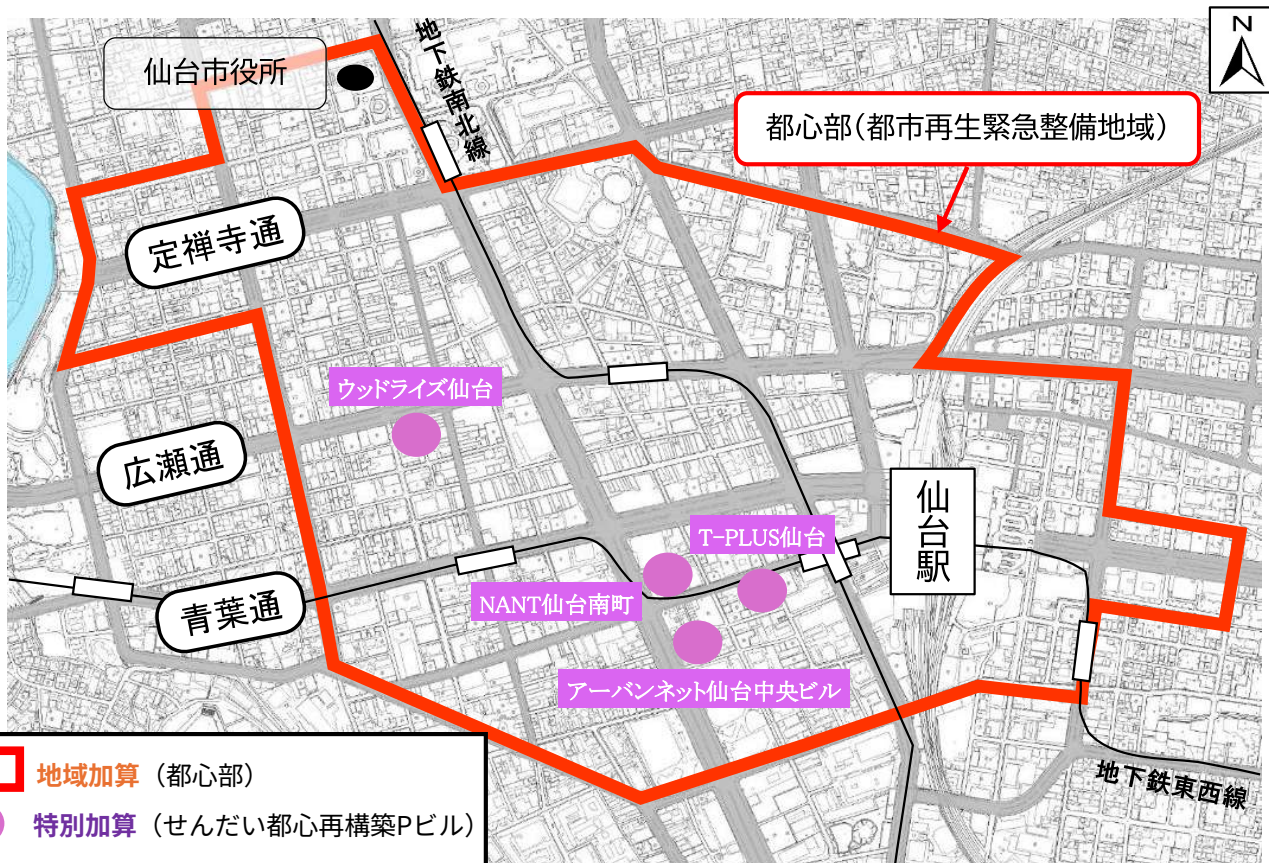 N
仙台市役所
地下鉄南北線
都心部(都市再生緊急整備地域)
定禅寺通
ウッドライズ仙台
広瀬通
仙台駅
T-PLUS仙台
NANT仙台南町
青葉通
アーバンネット仙台中央ビル
地下鉄東西線
地域加算 (都心部)
特別加算 (せんだい都心再構築Pビル)